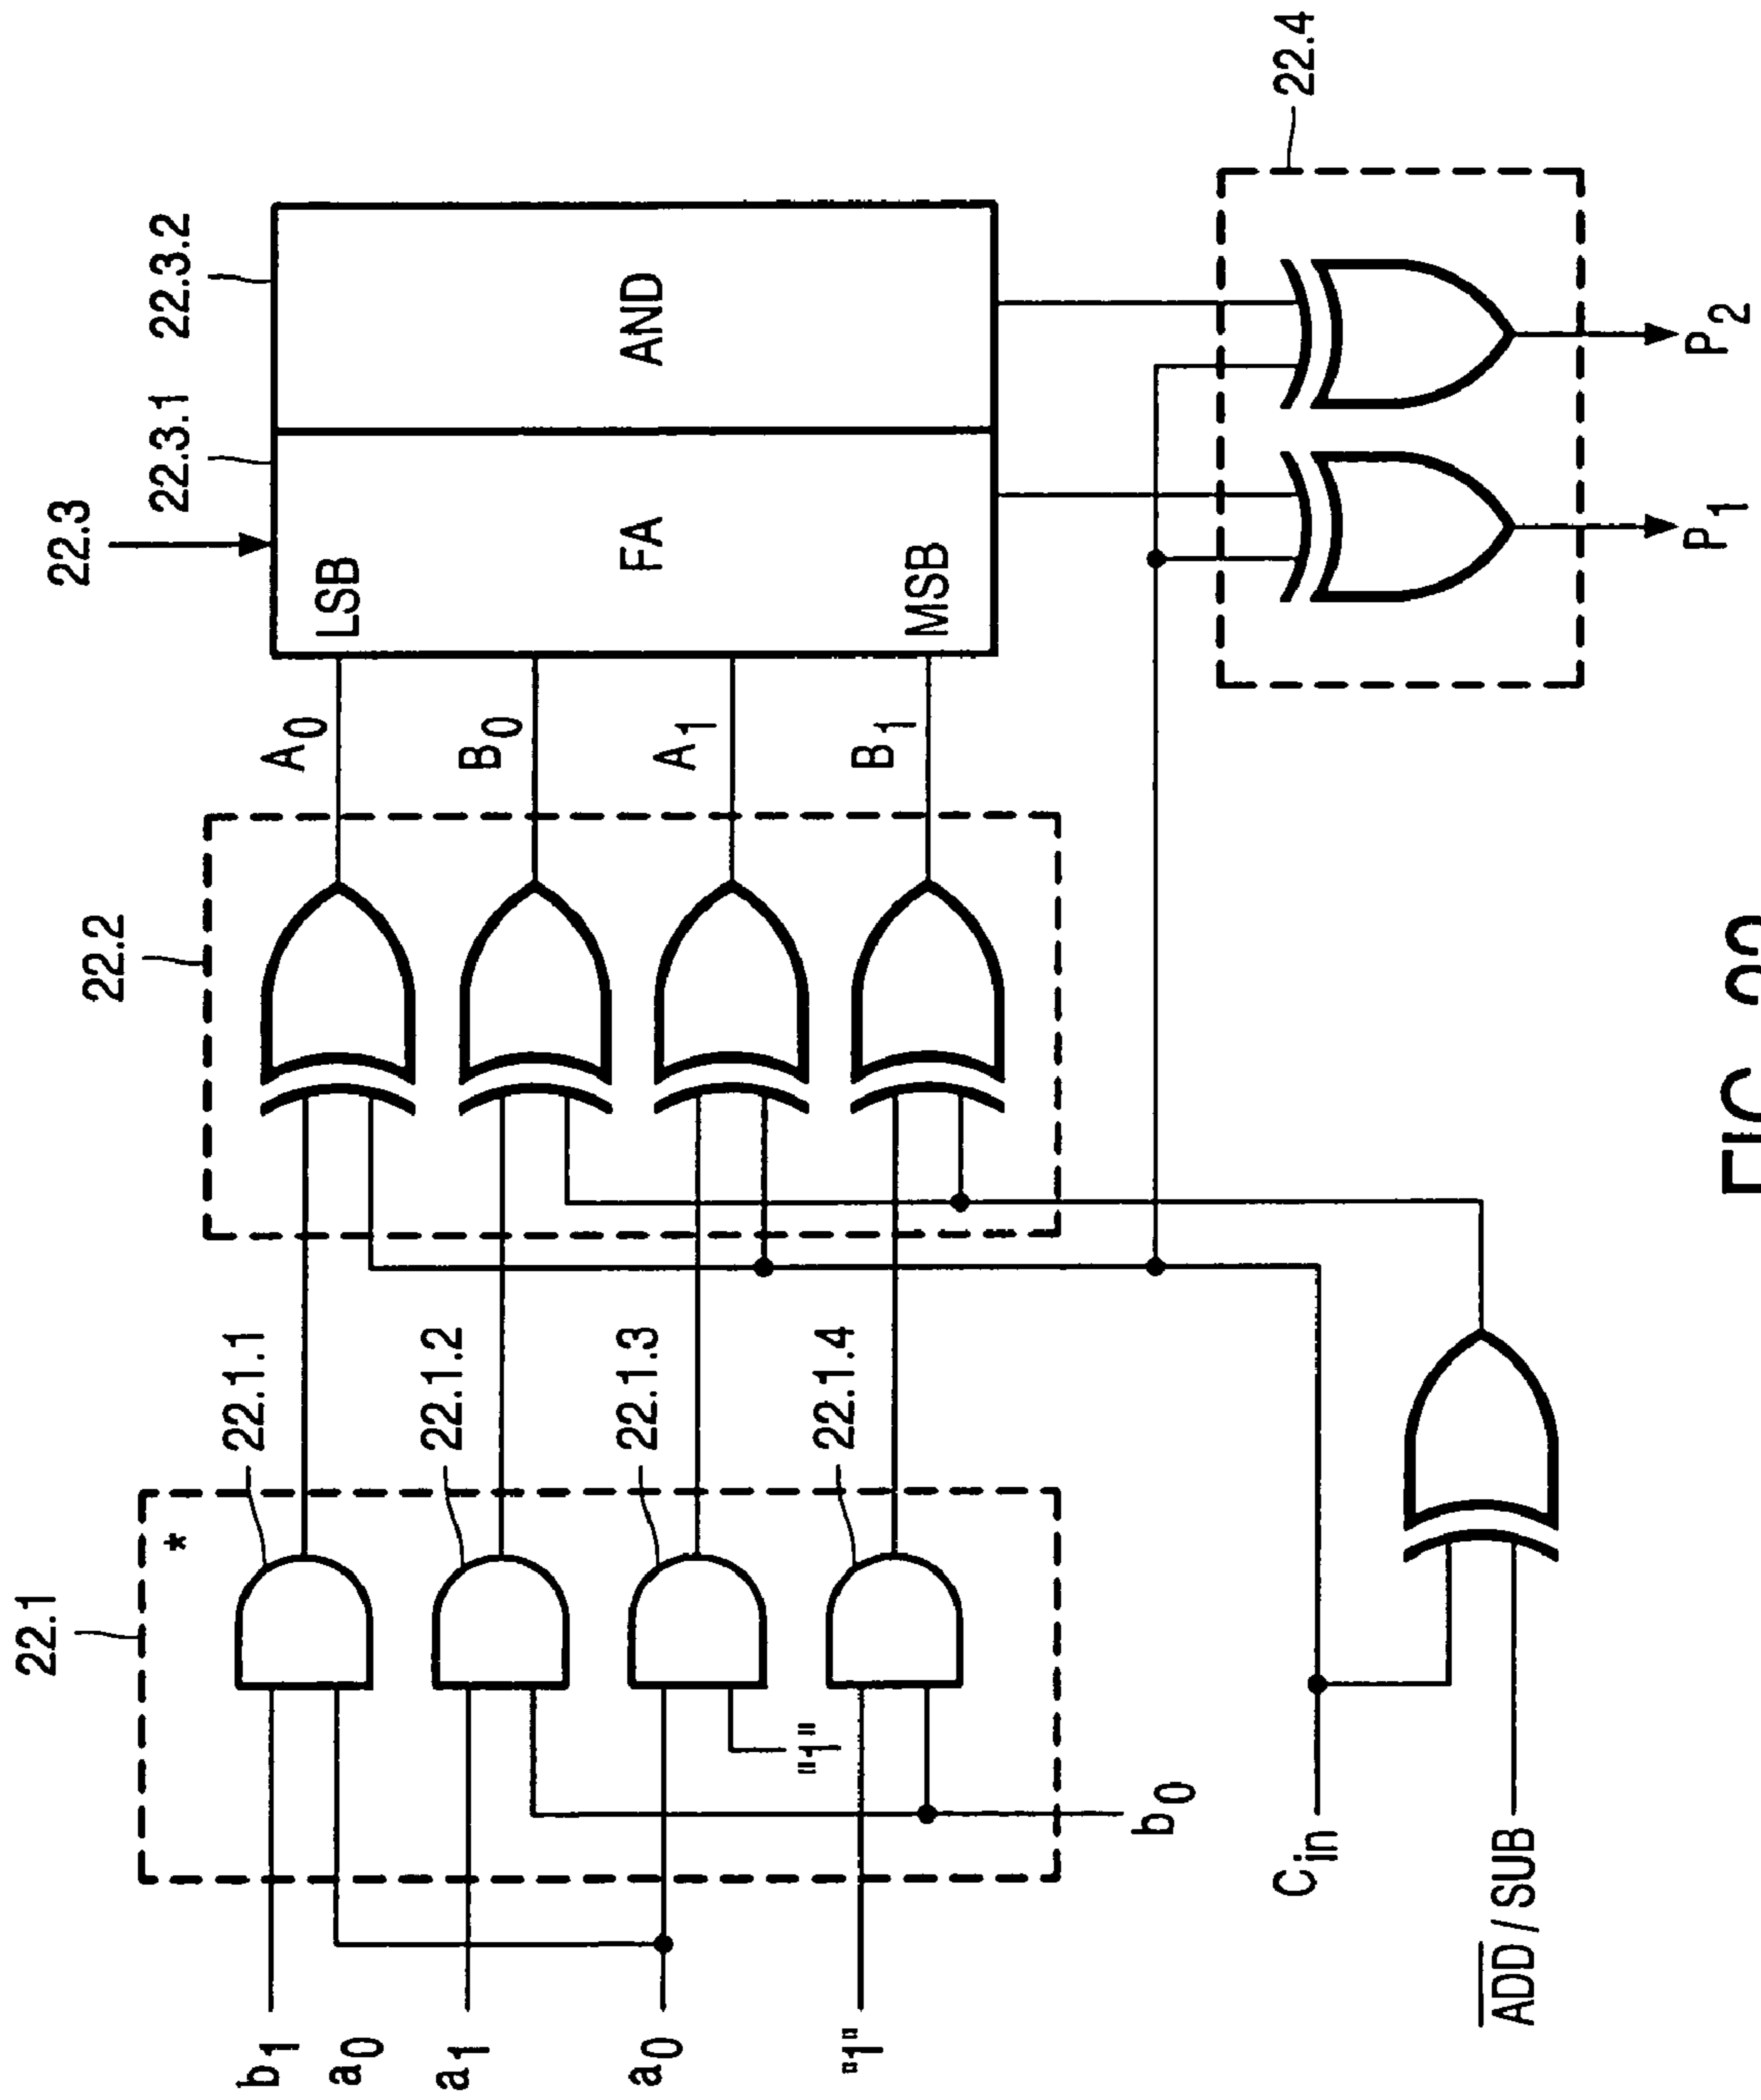 22.1
*
22.1.1
22.1.2
22.1.3
22.1.4
b1
a0
a1
a0
"1"
"1"
b0
Cin
ADD / SUB
22.2
A0
B0
A1
B1
22.3
22.3.1
22.3.2
LSB
FA
MSB
AND
22.4
P1
P2